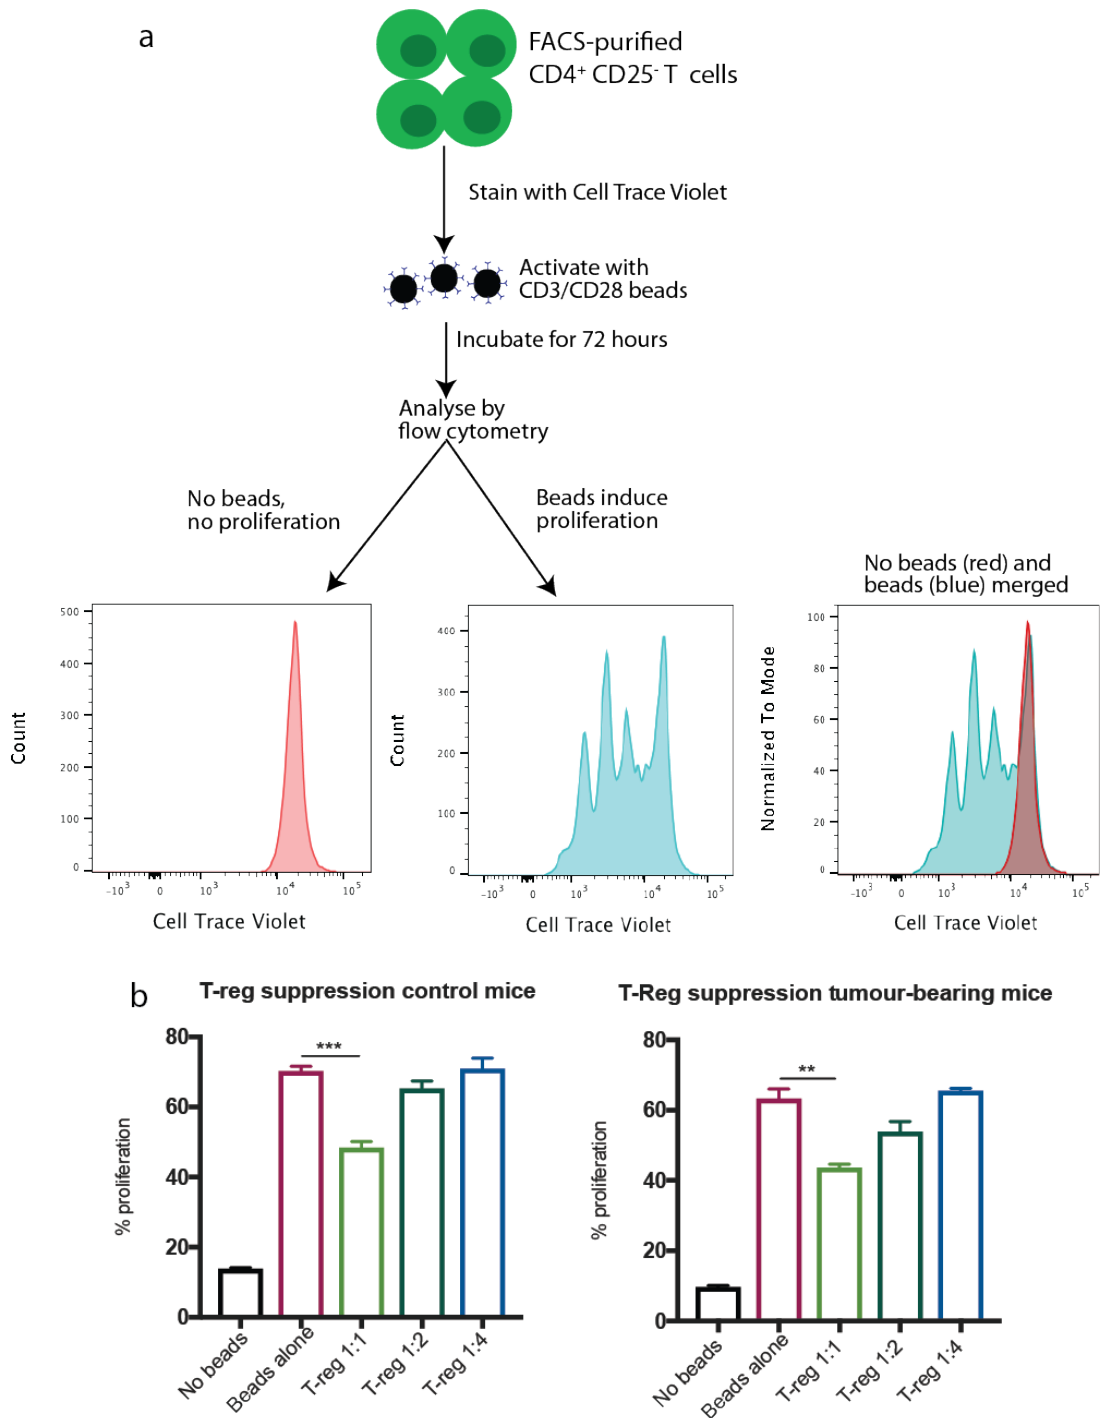 a
FACS-purified
CD4⁺ CD25⁻ T cells
Stain with Cell Trace Violet
Activate with
CD3/CD28 beads
Incubate for 72 hours
Analyse by
flow cytometry
No beads,
no proliferation
Beads induce
proliferation
No beads (red) and
beads (blue) merged
Count
500
400
300
200
100
0
-10³ 0 10³ 10⁴ 10⁵
Cell Trace Violet
Count
400
300
200
100
0
-10³ 0 10³ 10⁴ 10⁵
Cell Trace Violet
Normalized To Mode
100
80
60
40
20
0
-10³ 0 10³ 10⁴ 10⁵
Cell Trace Violet
b
T-reg suppression control mice
% proliferation
80
60
40
20
0
***
No beads
Beads alone
T-reg 1:1
T-reg 1:2
T-reg 1:4
T-Reg suppression tumour-bearing mice
% proliferation
80
60
40
20
0
**
No beads
Beads alone
T-reg 1:1
T-reg 1:2
T-reg 1:4